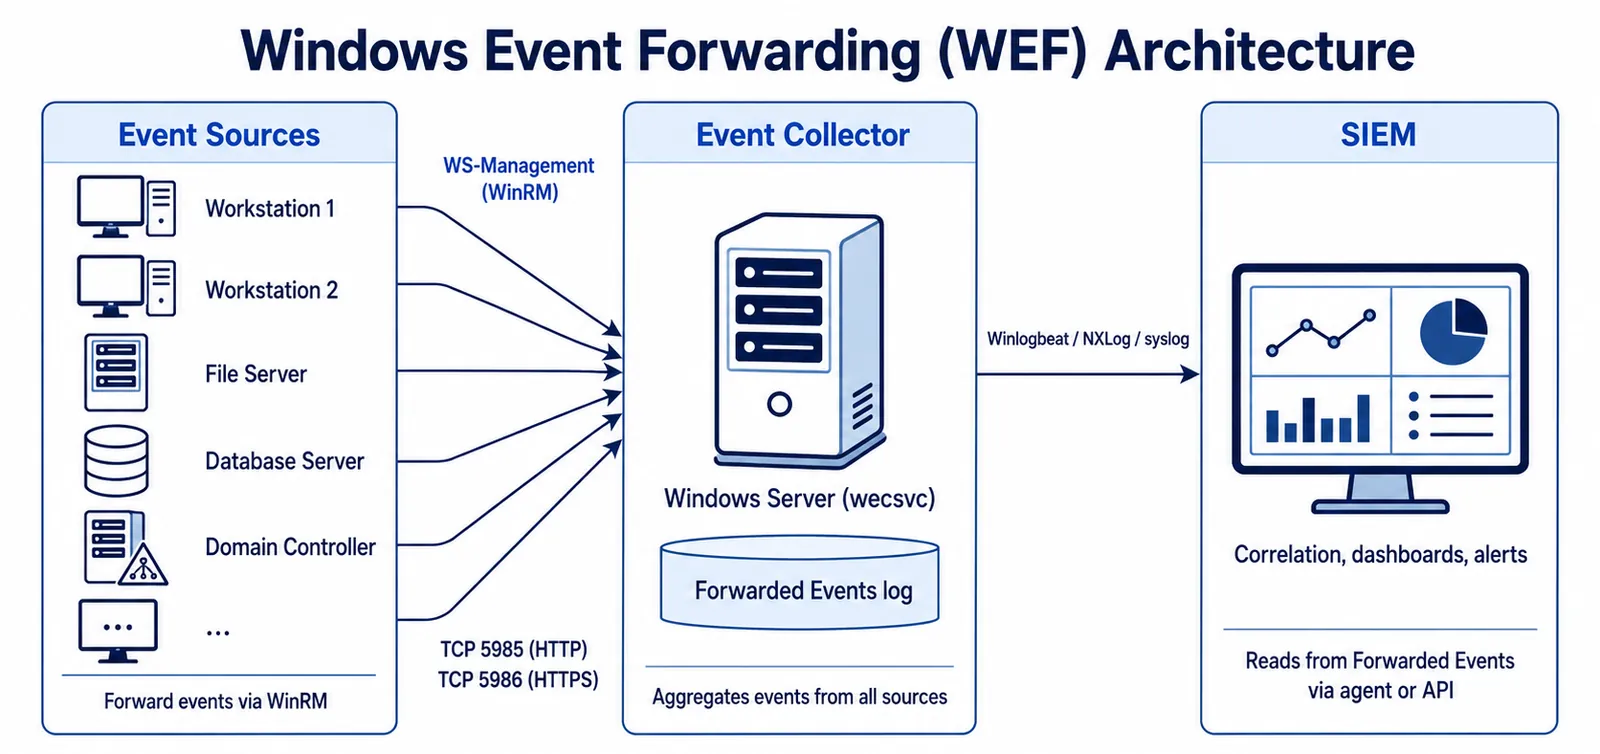 Windows Event Forwarding (WEF) Architecture
Event Sources
Workstation 1
Workstation 2
File Server
Database Server
Domain Controller
...
Forward events via WinRM
WS-Management
(WinRM)
TCP 5985 (HTTP)
TCP 5986 (HTTPS)
Event Collector
Windows Server (wecsvc)
Forwarded Events log
Aggregates events from all sources
Winlogbeat / NXLog / syslog
SIEM
Correlation, dashboards, alerts
Reads from Forwarded Events
via agent or API